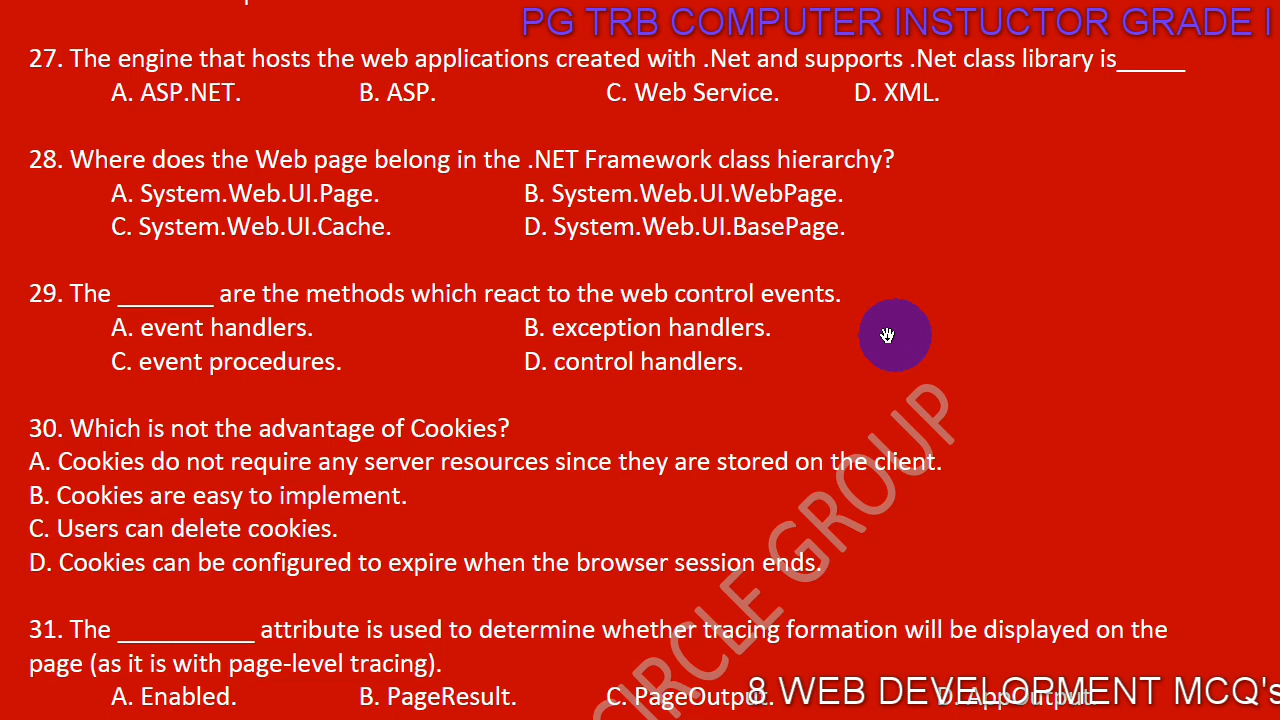 PG TRB COMPUTER INSTUCTOR GRADE I
27. The engine that hosts the web applications created with .Net and supports .Net class library is_____
A. ASP.NET. B. ASP. C. Web Service. D. XML.
28. Where does the Web page belong in the .NET Framework class hierarchy?
A. System.Web.UI.Page. B. System.Web.UI.WebPage.
C. System.Web.UI.Cache. D. System.Web.UI.BasePage.
29. The _______ are the methods which react to the web control events.
A. event handlers. B. exception handlers.
C. event procedures. D. control handlers.
30. Which is not the advantage of Cookies?
A. Cookies do not require any server resources since they are stored on the client.
B. Cookies are easy to implement.
C. Users can delete cookies.
D. Cookies can be configured to expire when the browser session ends.
31. The __________ attribute is used to determine whether tracing formation will be displayed on the
page (as it is with page-level tracing).
A. Enabled. B. PageResult. C. PageOutput. D. AppOutput.
8 WEB DEVELOPMENT MCQ's
CIRCLE GROUP